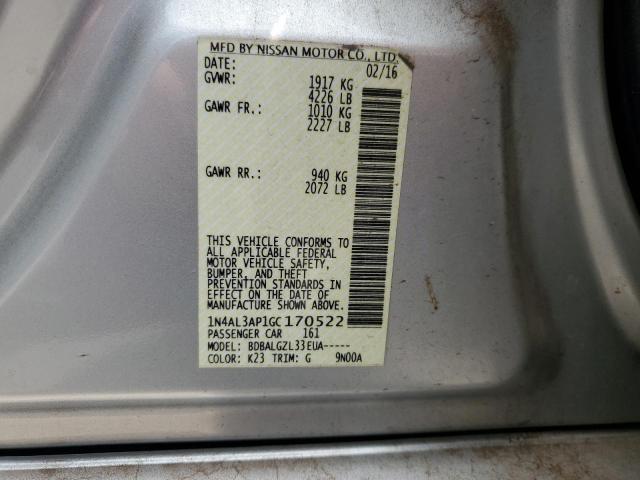 MFD BY NISSAN MOTOR CO., LTD.
DATE: 02/16
GVWR: 1917 KG
4226 LB
GAWR FR.: 1010 KG
2227 LB
GAWR RR.: 940 KG
2072 LB
THIS VEHICLE CONFORMS TO
ALL APPLICABLE FEDERAL
MOTOR VEHICLE SAFETY,
BUMPER, AND THEFT
PREVENTION STANDARDS IN
EFFECT ON THE DATE OF
MANUFACTURE SHOWN ABOVE.
1N4AL3AP1GC170522
PASSENGER CAR 161
MODEL: BDBALGZL33EUA-----
COLOR: K23 TRIM: G 9N00A